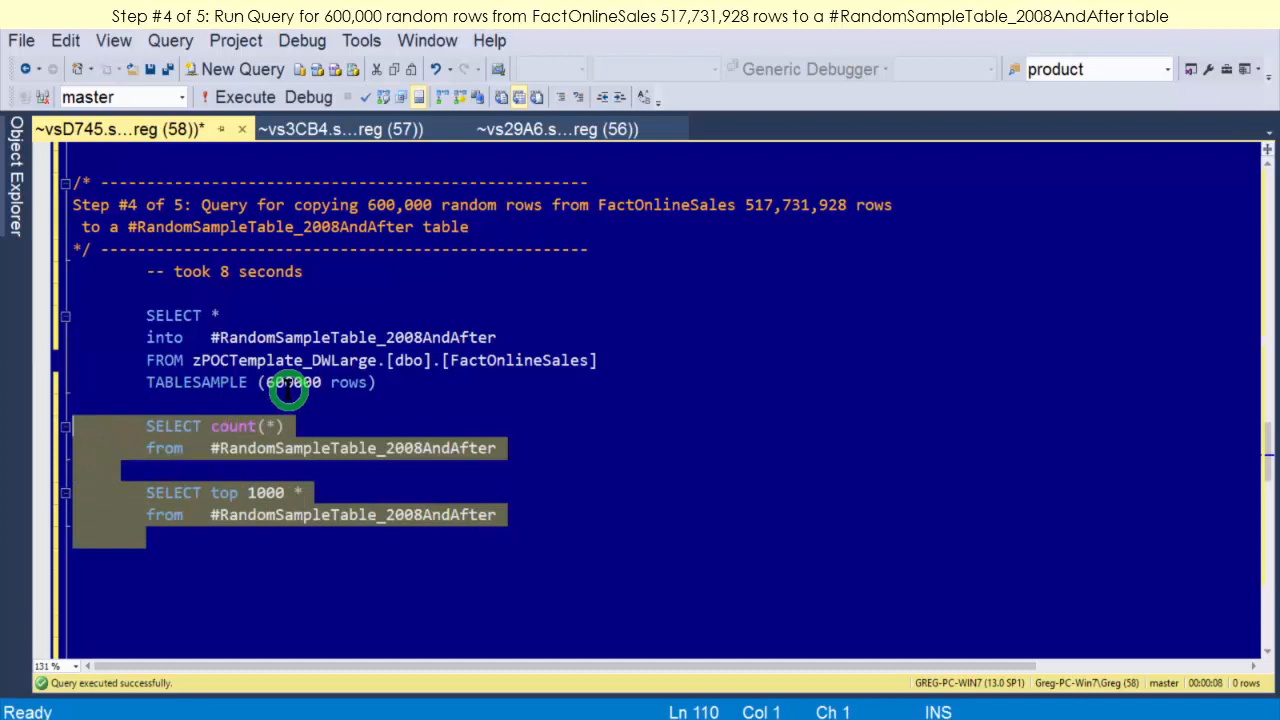 Step #4 of 5: Run Query for 600,000 random rows from FactOnlineSales 517,731,928 rows to a #RandomSampleTable_2008AndAfter table
File Edit View Query Project Debug Tools Window Help
New Query Generic Debugger product
master Execute Debug
~vsD745.s...reg (58))* ~vs3CB4.s...reg (57)) ~vs29A6.s...reg (56))
Object Explorer
/* -----------------------------------------------------
Step #4 of 5: Query for copying 600,000 random rows from FactOnlineSales 517,731,928 rows
to a #RandomSampleTable_2008AndAfter table
*/ -----------------------------------------------------
-- took 8 seconds
SELECT *
into #RandomSampleTable_2008AndAfter
FROM zPOCTemplate_DWLarge.[dbo].[FactOnlineSales]
TABLESAMPLE (600000 rows)
SELECT count(*)
from #RandomSampleTable_2008AndAfter
SELECT top 1000 *
from #RandomSampleTable_2008AndAfter
131 %
Query executed successfully. GREG-PC-WIN7 (13.0 SP1) Greg-PC-Win7\Greg (58) master 00:00:08 0 rows
Ready Ln 110 Col 1 Ch 1 INS